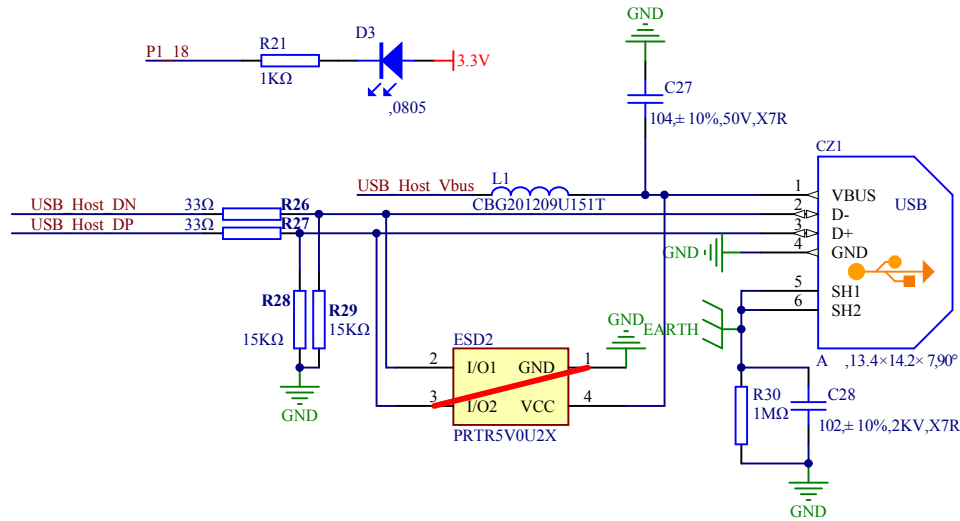 GND
D3
R21
P1_18
3.3V
1KΩ
,0805
C27
104,±10%,50V,X7R
CZ1
L1
USB_Host_Vbus
1
VBUS
USB
CBG201209U151T
USB_Host_DN
33Ω
R26
2
D-
USB_Host_DP
33Ω
R27
3
D+
GND
4
GND
5
SH1
R28
R29
6
SH2
15KΩ
15KΩ
GND
EARTH
ESD2
A
,13.4×14.2×7,90°
2
I/O1
GND
1
3
I/O2
VCC
4
GND
PRTR5V0U2X
R30
C28
1MΩ
102,±10%,2KV,X7R
GND